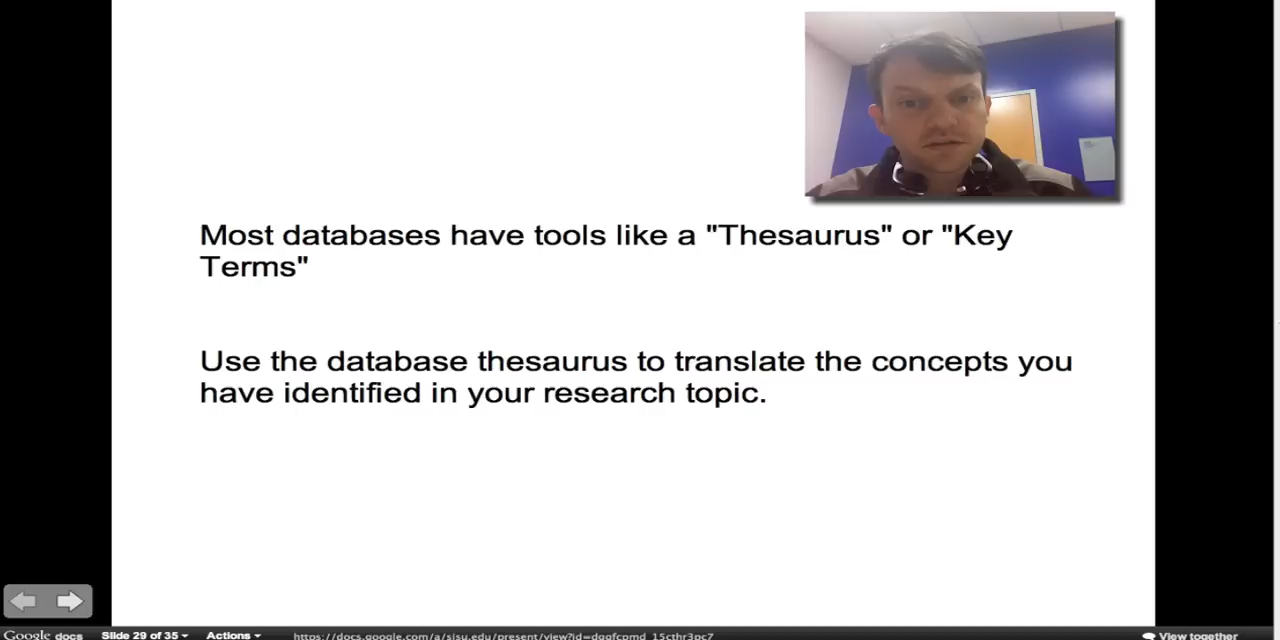 Most databases have tools like a "Thesaurus" or "Key
Terms"
Use the database thesaurus to translate the concepts you
have identified in your research topic.
Google docs Slide 29 of 35 Actions View together